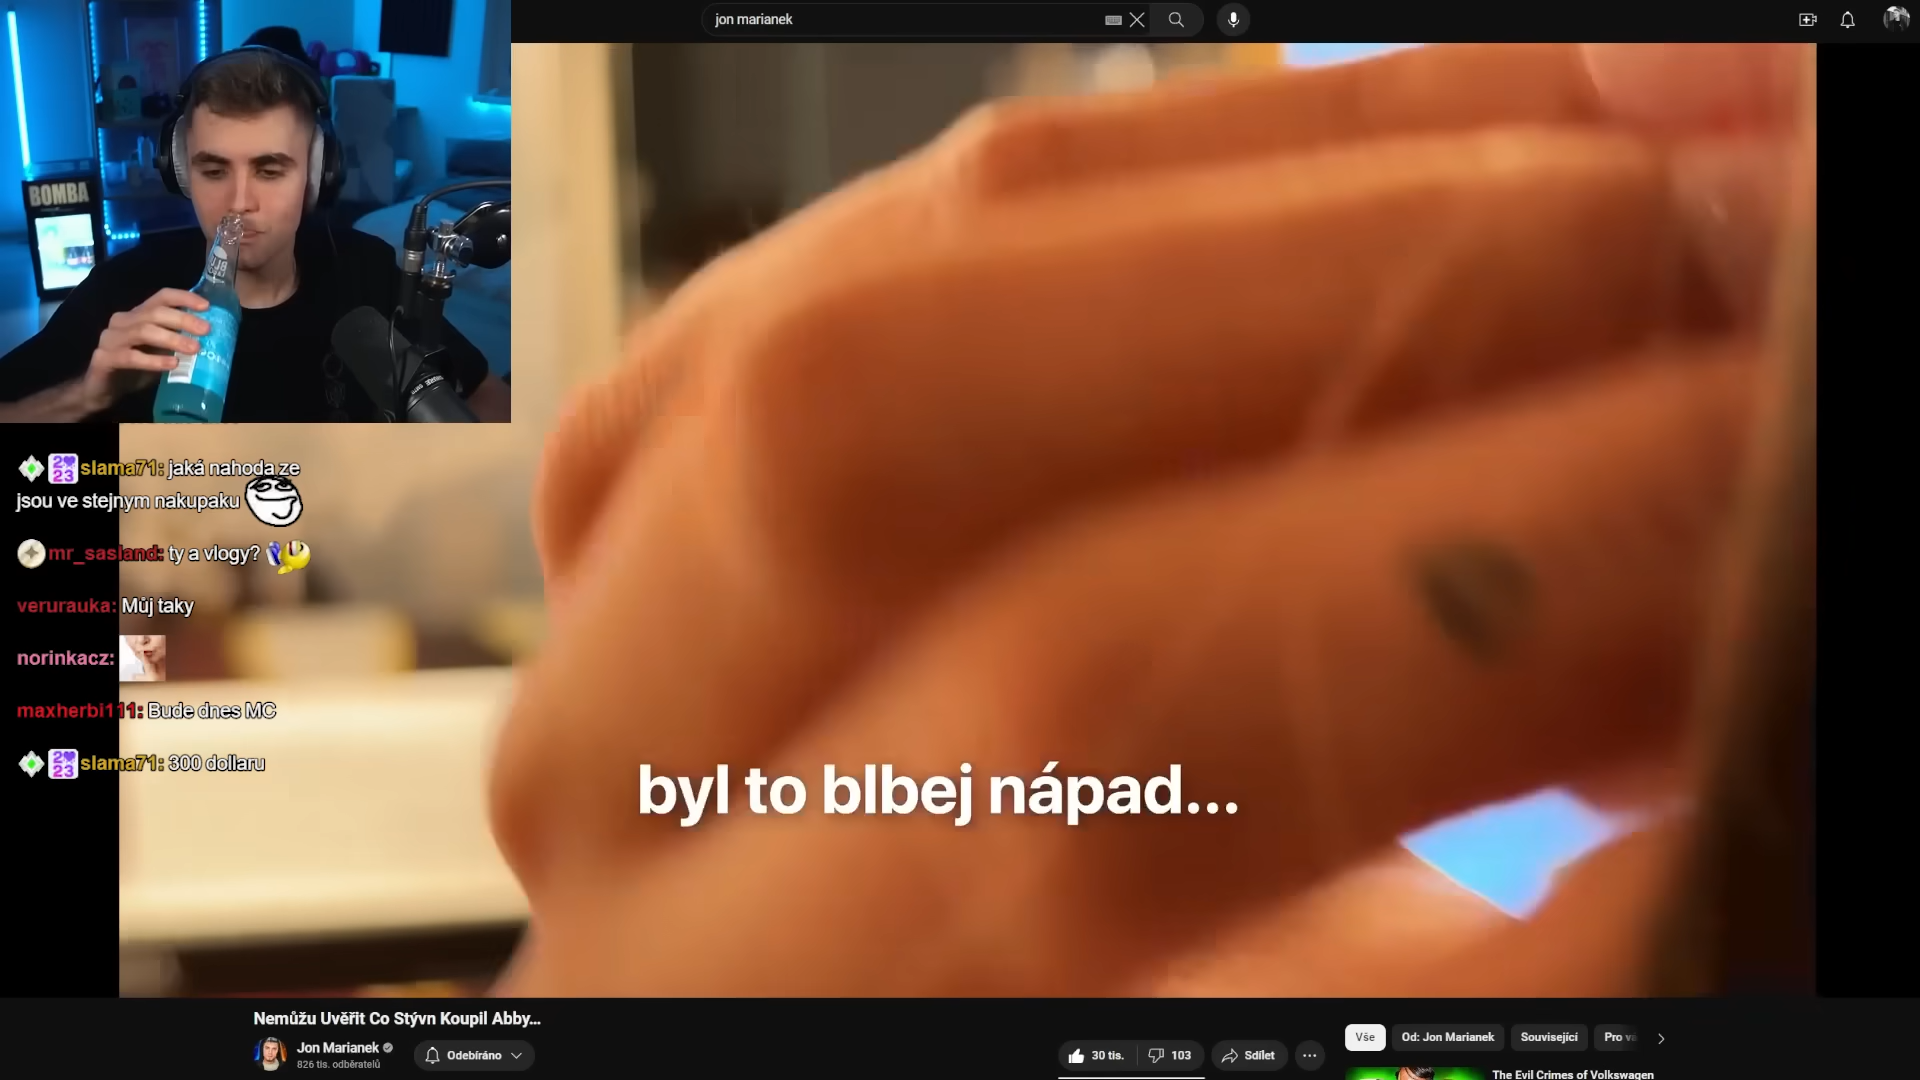 jon marianek
BOMBA
slama71: jaká nahoda ze
jsou ve stejnym nakupaku
mr_sasland: ty a vlogy?
verurauka: Můj taky
norinkacz:
maxherbi111: Bude dnes MC
slama71: 300 dollaru
byl to blbej nápad...
Nemůžu Uvěřit Co Stývn Koupil Abby...
Jon Marianek
826 tis. odběratelů
Odebíráno
30 tis.
103
Sdílet
Vše
Od: Jon Marianek
Související
Pro
The Evil Crimes of Volkswagen